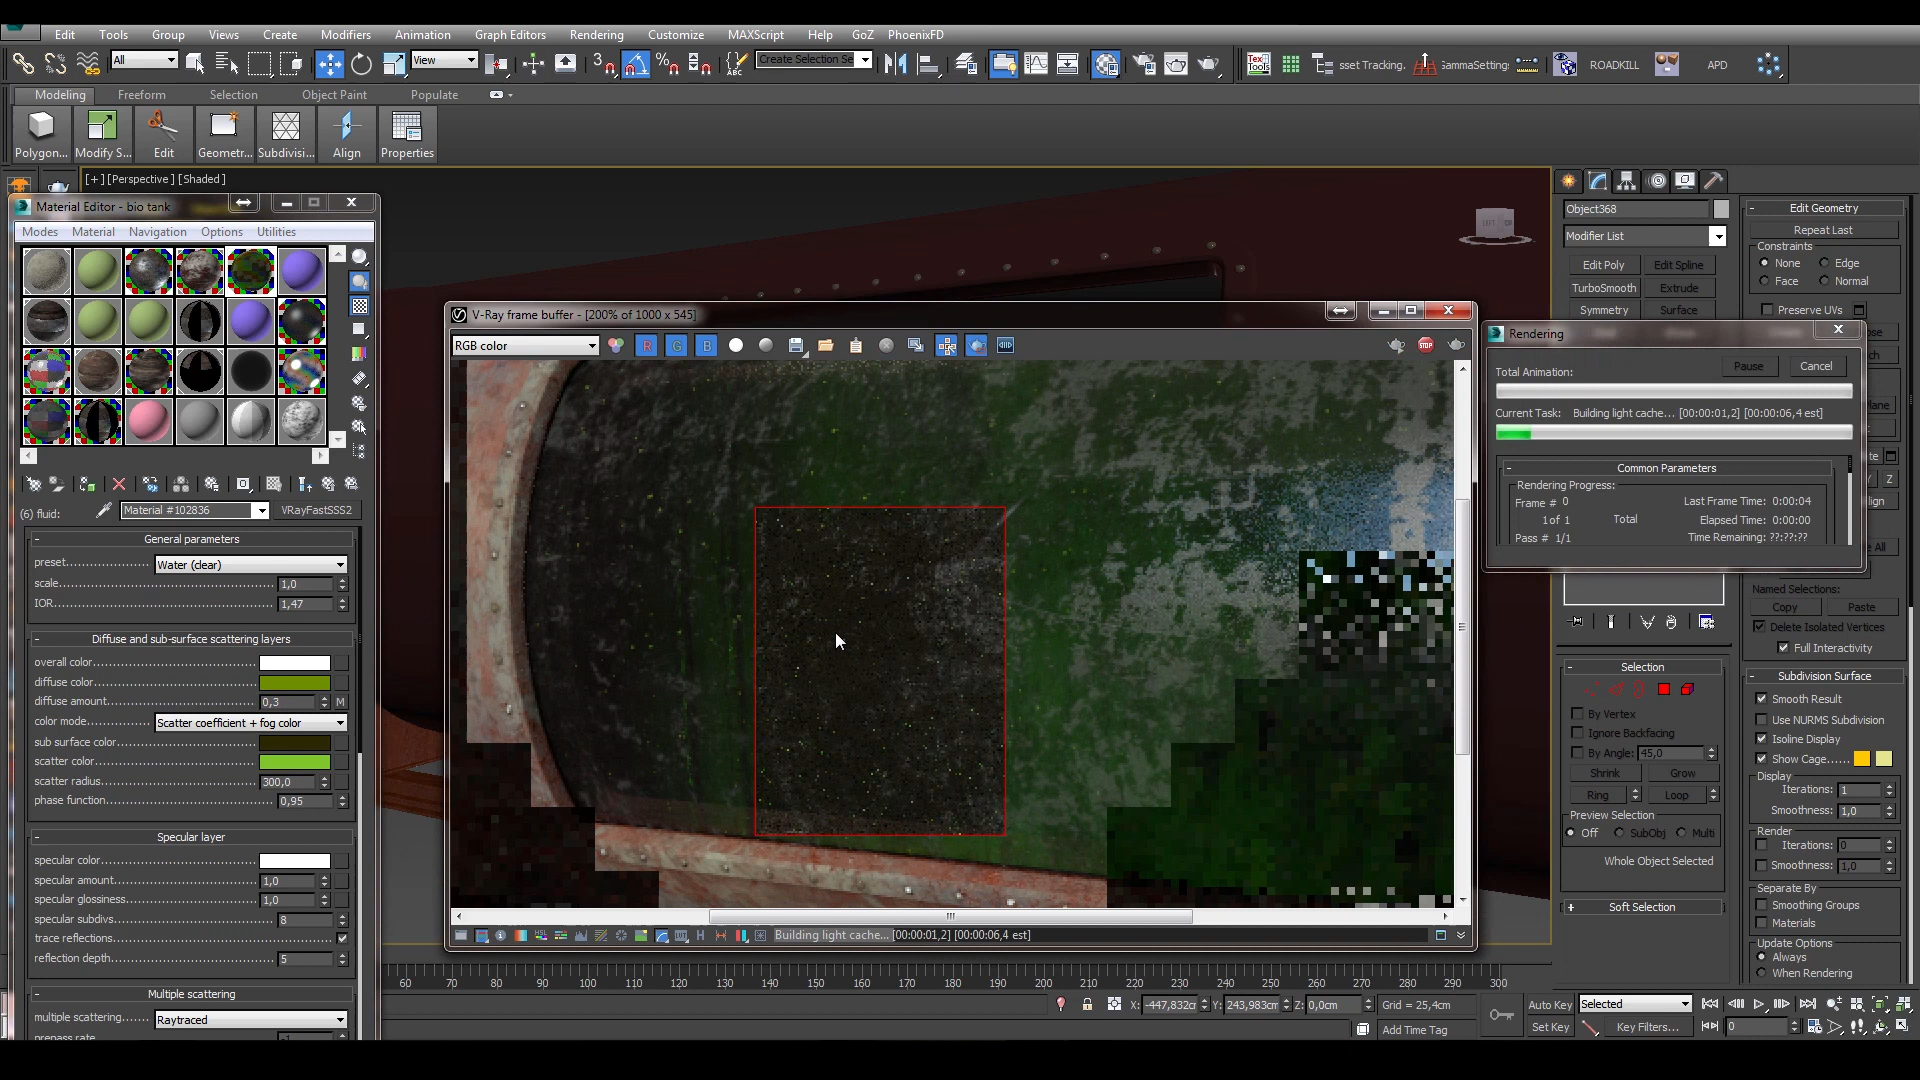 Edit Tools Group Views Create Modifiers Animation Graph Editors Rendering Customize MAXScript Help GoZ PhoenixFD
All View Create Selection Se Tex Tools sset Tracking. GammaSetting: ROADKILL APD
Modeling Freeform Selection Object Paint Populate
Polygon... Modify S... Edit Geometr... Subdivisi... Align Properties
[+] [Perspective] [Shaded]
Material Editor - bio tank
Modes Material Navigation Options Utilities
(6) fluid: Material #102836 VRayFastSSS2
General parameters
preset Water (clear)
scale 1,0
IOR 1,47
Diffuse and sub-surface scattering layers
overall color
diffuse color
diffuse amount 0,3 M
color mode Scatter coefficient + fog color
sub surface color
scatter color
scatter radius 300,0
phase function 0,95
Specular layer
specular color
specular amount 1,0
specular glossiness 1,0
specular subdivs 8
trace reflections
reflection depth 5
Multiple scattering
multiple scattering Raytraced
prepass rate -1
V-Ray frame buffer - [200% of 1000 x 545]
RGB color R G B STOP
Building light cache... [00:00:01,2] [00:00:06,4 est]
Rendering
Total Animation: Pause Cancel
Current Task: Building light cache... [00:00:01,2] [00:00:06,4 est]
Common Parameters
Rendering Progress:
Frame # 0 Last Frame Time: 0:00:04
1 of 1 Total Elapsed Time: 0:00:00
Pass # 1/1 Time Remaining: ??:??:??
Object368
Modifier List
Edit Poly Edit Spline
TurboSmooth Extrude
Symmetry Surface
Selection
By Vertex
Ignore Backfacing
By Angle: 45,0
Shrink Grow
Ring Loop
Preview Selection
Off SubObj Multi
Whole Object Selected
Soft Selection
Edit Geometry
Repeat Last
Constraints
None Edge
Face Normal
Preserve UVs
Named Selections:
Copy Paste
Delete Isolated Vertices
Full Interactivity
Subdivision Surface
Smooth Result
Use NURMS Subdivision
Isoline Display
Show Cage......
Display
Iterations: 1
Smoothness: 1,0
Render
Iterations: 0
Smoothness: 1,0
Separate By
Smoothing Groups
Materials
Update Options
Always
When Rendering
60 70 80 90 100 110 120 130 140 150 160 170 180 190 200 210 220 230 240 250 260 270 280 290 300
X: -447,832cr Y: 243,983cm Z: 0,0cm Grid = 25,4cm Auto Key Selected
Add Time Tag Set Key Key Filters... 0